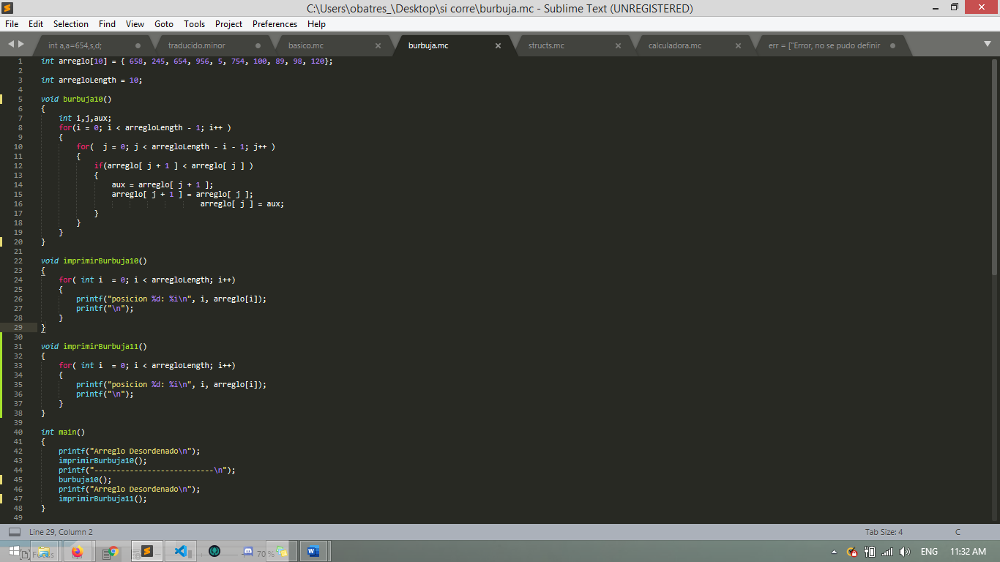 C:\Users\obatres_\Desktop\si corre\burbuja.mc - Sublime Text (UNREGISTERED)
File Edit Selection Find View Goto Tools Project Preferences Help
int a,a=654,s,d; traducido.minor basico.mc burbuja.mc structs.mc calculadora.mc err = ["Error, no se pudo definir
1 int arreglo[10] = { 658, 245, 654, 956, 5, 754, 100, 89, 98, 120};
2
3 int arregloLength = 10;
4
5 void burbuja10()
6 {
7     int i,j,aux;
8     for(i = 0; i < arregloLength - 1; i++ )
9     {
10         for(  j = 0; j < arregloLength - i - 1; j++ )
11         {
12             if(arreglo[ j + 1 ] < arreglo[ j ] )
13             {
14                 aux = arreglo[ j + 1 ];
15                 arreglo[ j + 1 ] = arreglo[ j ];
16                                     arreglo[ j ] = aux;
17             }
18         }
19     }
20 }
21
22 void imprimirBurbuja10()
23 {
24     for( int i  = 0; i < arregloLength; i++)
25     {
26         printf("posicion %d: %i\n", i, arreglo[i]);
27         printf("\n");
28     }
29 }
30
31 void imprimirBurbuja11()
32 {
33     for( int i  = 0; i < arregloLength; i++)
34     {
35         printf("posicion %d: %i\n", i, arreglo[i]);
36         printf("\n");
37     }
38 }
39
40 int main()
41 {
42     printf("Arreglo Desordenado\n");
43     imprimirBurbuja10();
44     printf("---------------------------\n");
45     burbuja10();
46     printf("Arreglo Desordenado\n");
47     imprimirBurbuja11();
48 }
49
Line 29, Column 2 Tab Size: 4 C
Focus 70% ENG 11:32 AM